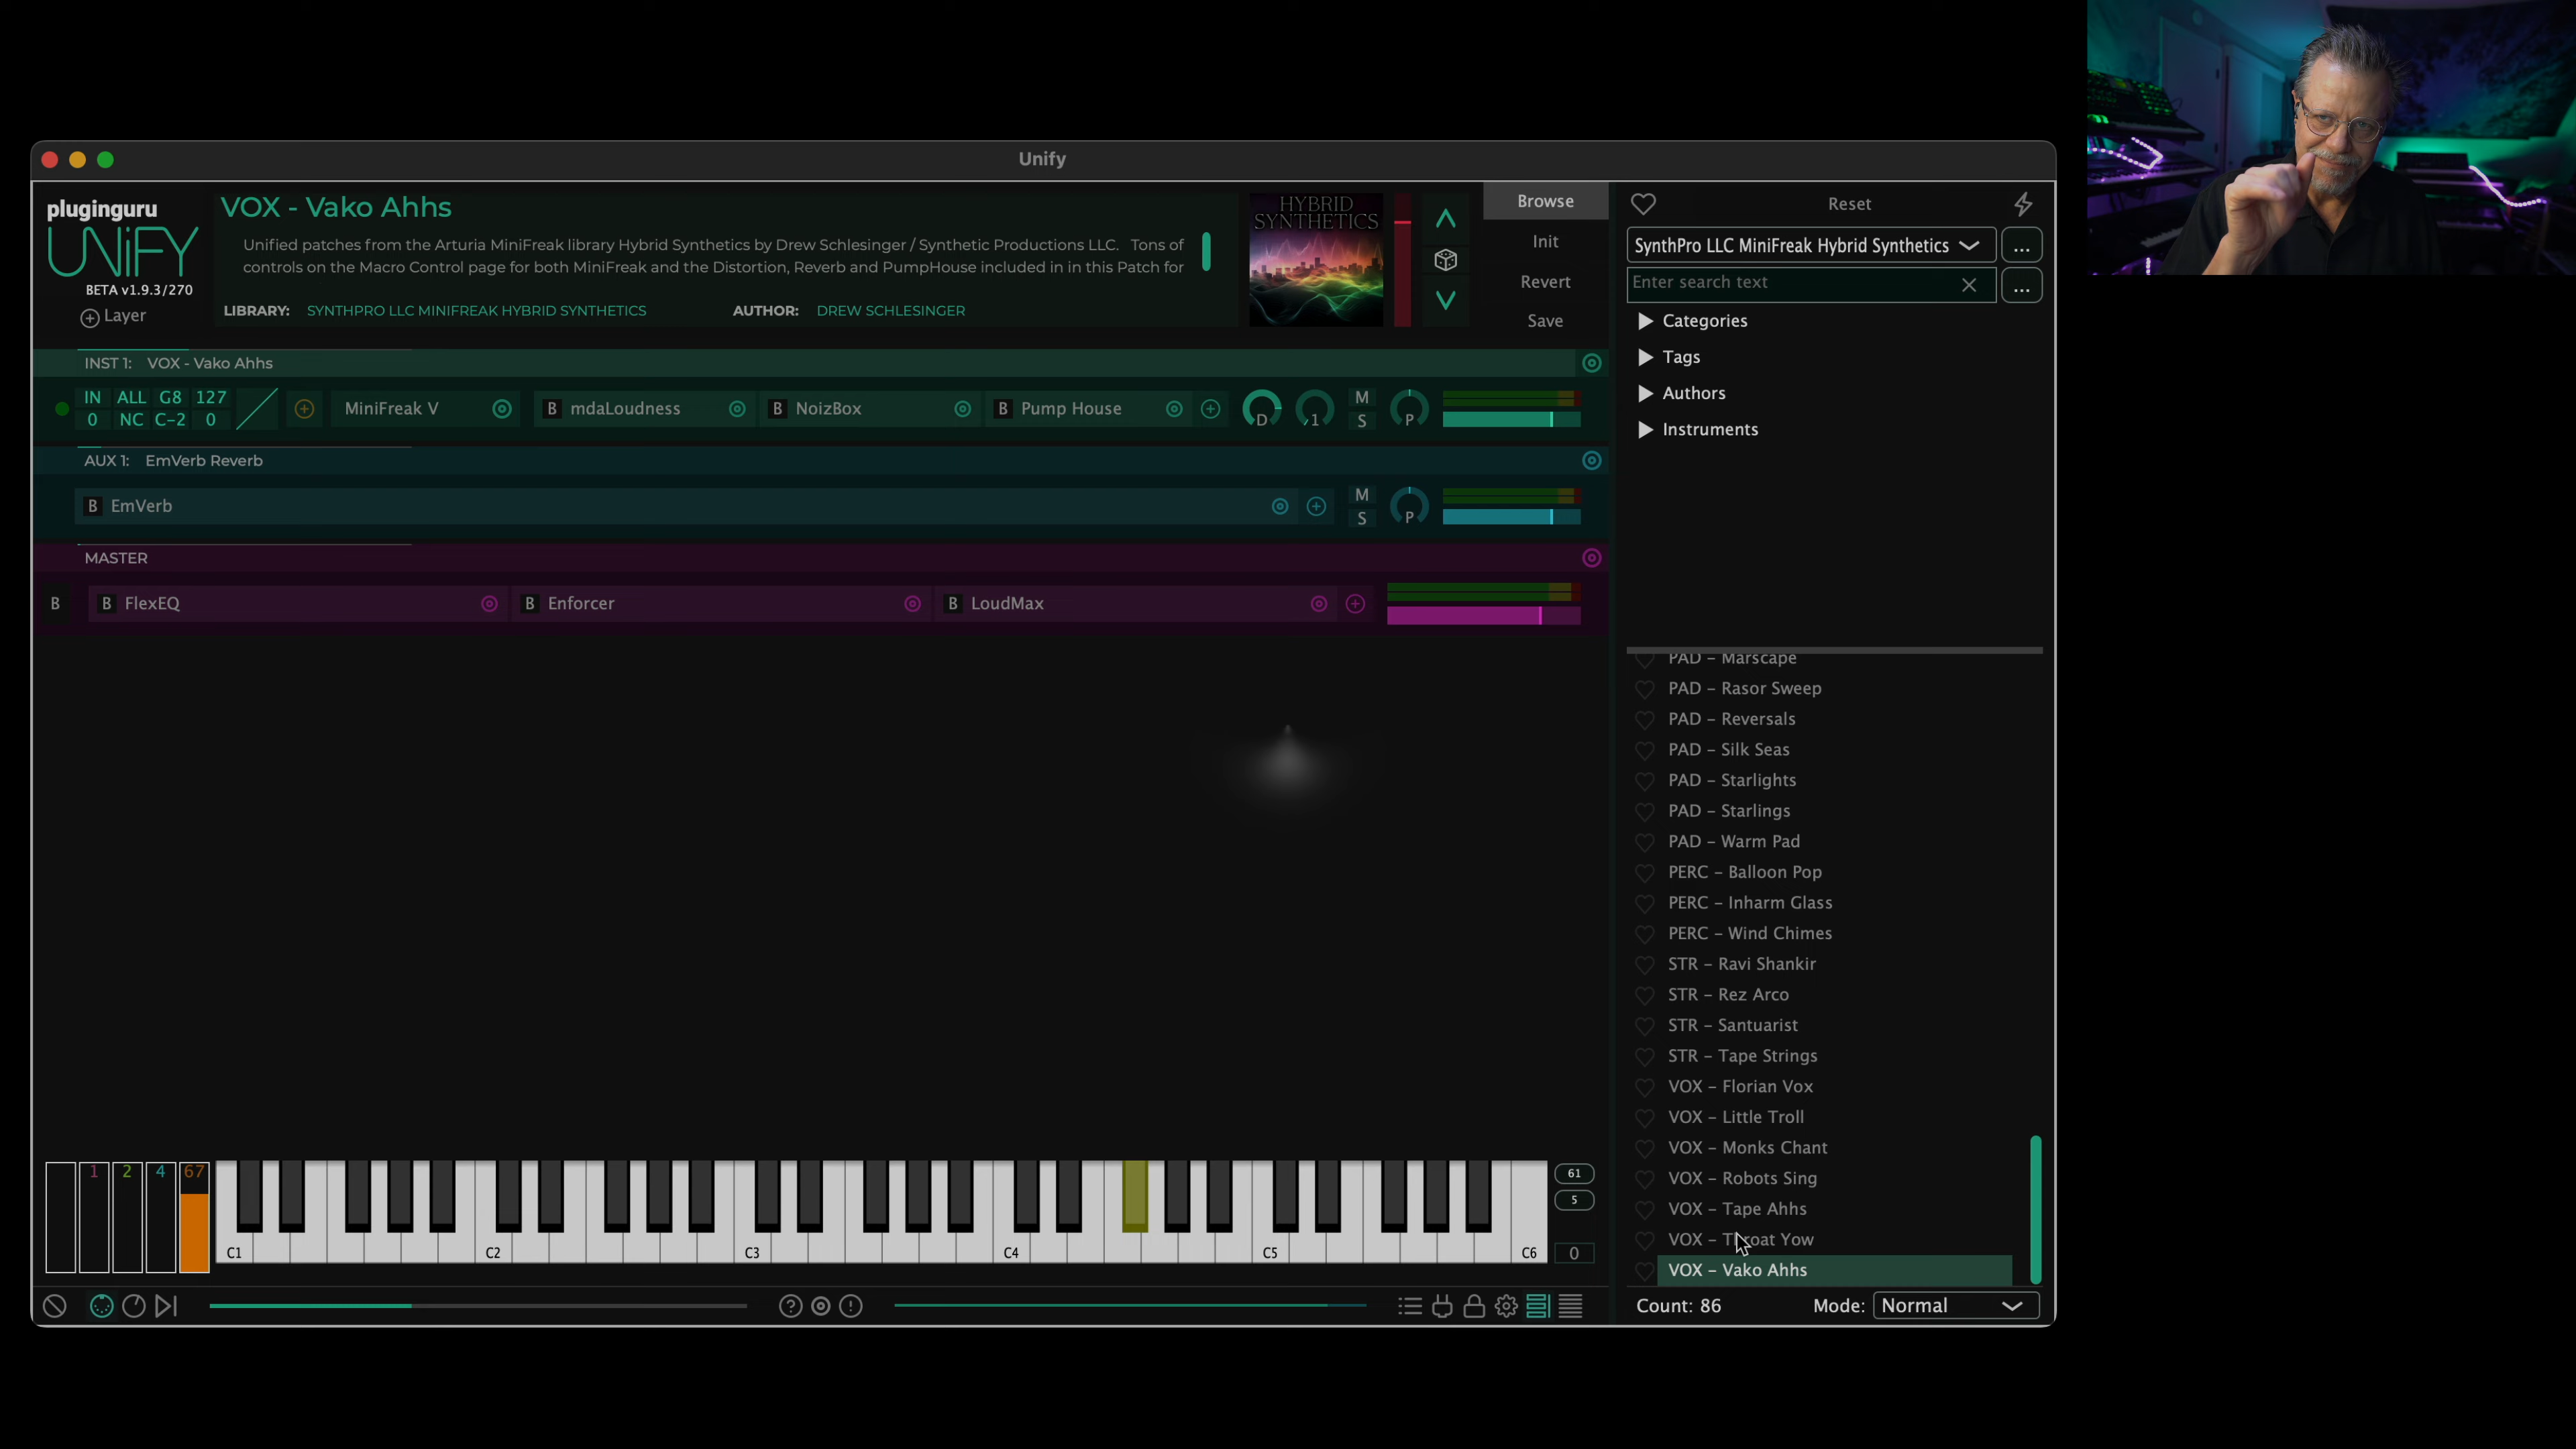 Unify
pluginguru
UNiFY
BETA v1.9.3/270
Layer
VOX - Vako Ahhs
Unified patches from the Arturia MiniFreak library Hybrid Synthetics by Drew Schlesinger / Synthetic Productions LLC. Tons of
controls on the Macro Control page for both MiniFreak and the Distortion, Reverb and PumpHouse included in in this Patch for
LIBRARY: SYNTHPRO LLC MINIFREAK HYBRID SYNTHETICS AUTHOR: DREW SCHLESINGER
HYBRID
SYNTHETICS
Browse
Init
Revert
Save
Reset
SynthPro LLC MiniFreak Hybrid Synthetics ...
Enter search text ...
Categories
Tags
Authors
Instruments
INST 1: VOX - Vako Ahhs
IN ALL G8 127
0 NC C-2 0
MiniFreak V B mdaLoudness B NoizBox B Pump House D 1 M S P
AUX 1: EmVerb Reverb
B EmVerb M S P
MASTER
B B FlexEQ B Enforcer B LoudMax
PAD – Marscape
PAD – Rasor Sweep
PAD – Reversals
PAD – Silk Seas
PAD – Starlights
PAD – Starlings
PAD – Warm Pad
PERC – Balloon Pop
PERC – Inharm Glass
PERC – Wind Chimes
STR – Ravi Shankir
STR – Rez Arco
STR – Santuarist
STR – Tape Strings
VOX – Florian Vox
VOX – Little Troll
VOX – Monks Chant
VOX – Robots Sing
VOX – Tape Ahhs
VOX – Throat Yow
VOX – Vako Ahhs
1 2 4 67
C1 C2 C3 C4 C5 C6
61
5
0
Count: 86 Mode: Normal